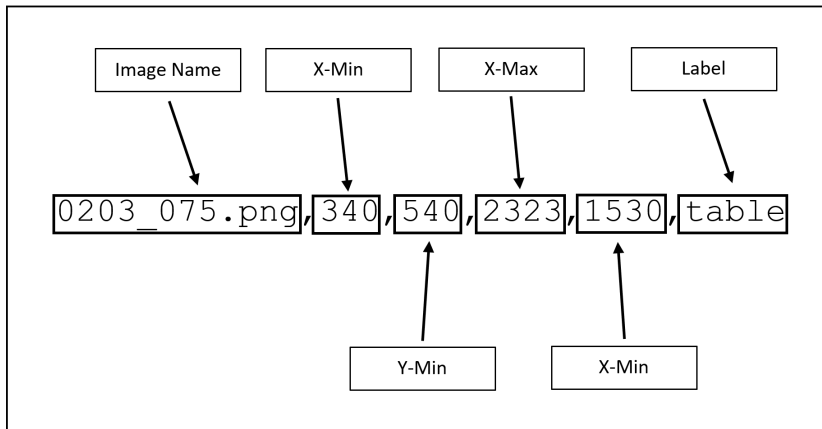 Image Name X-Min X-Max Label
0203_075.png,340,540,2323,1530,table
Y-Min X-Min